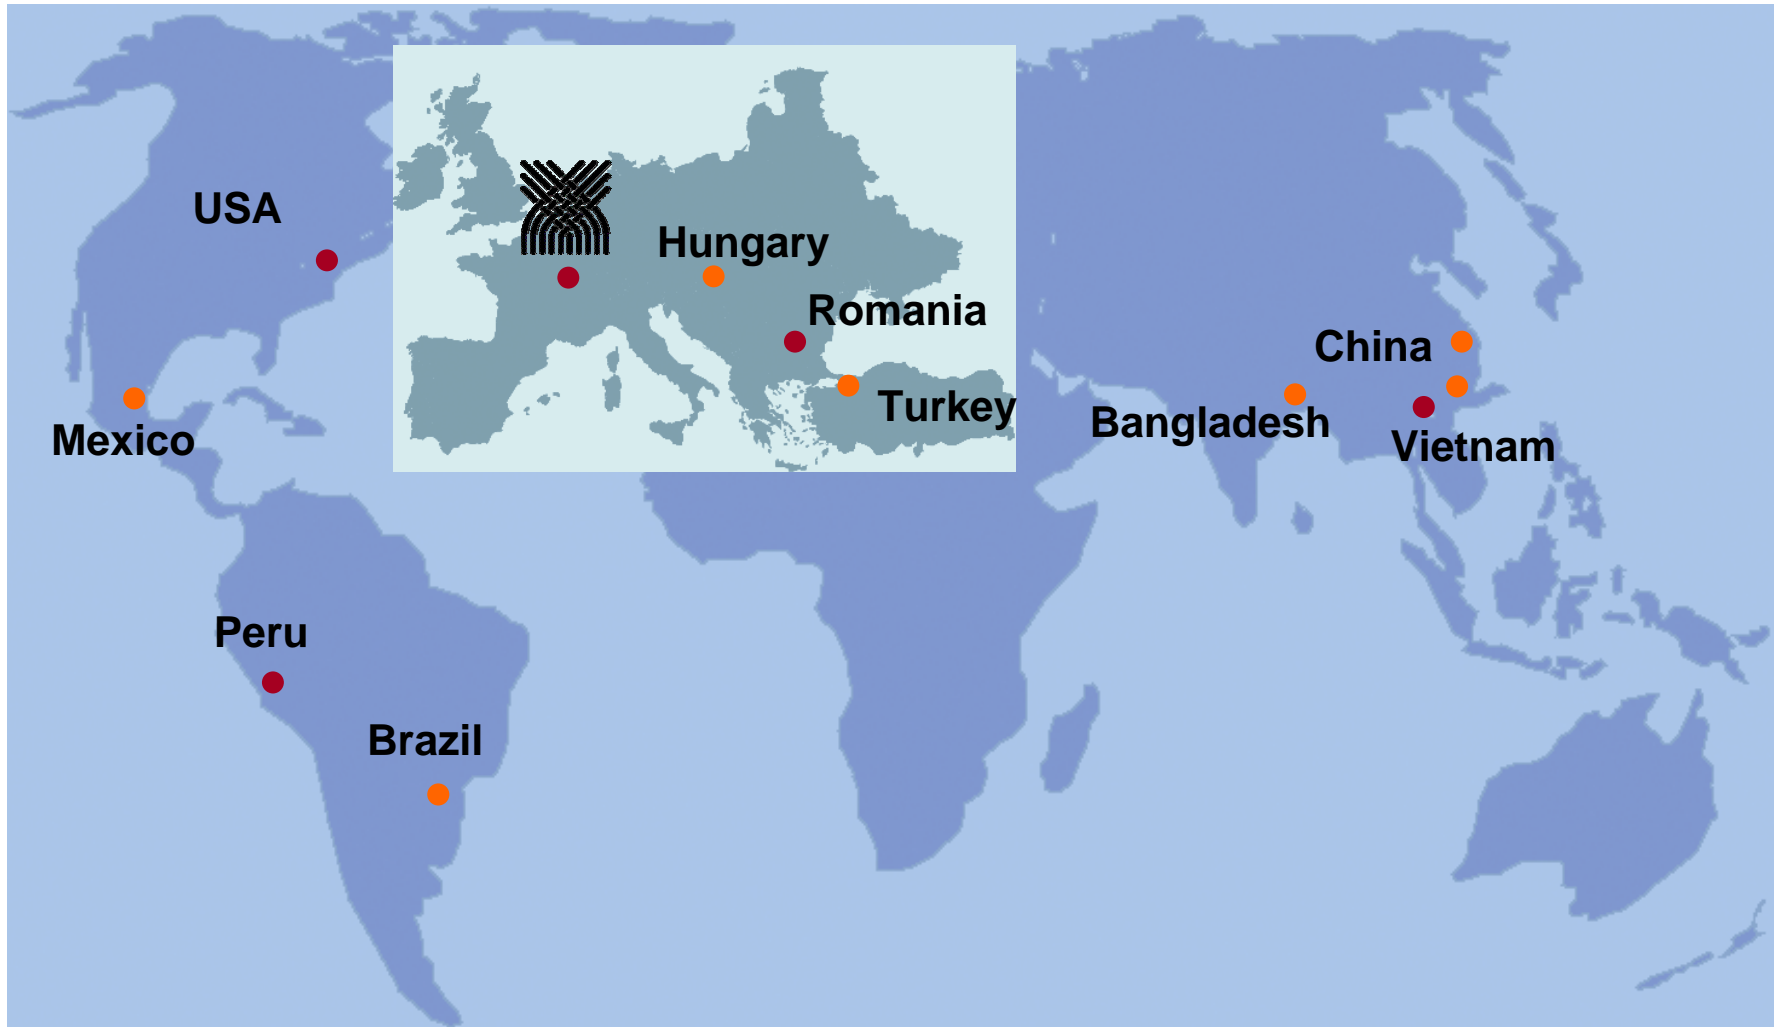 USA
Hungary
Romania
China
Turkey
Bangladesh
Mexico
Vietnam
Peru
Brazil